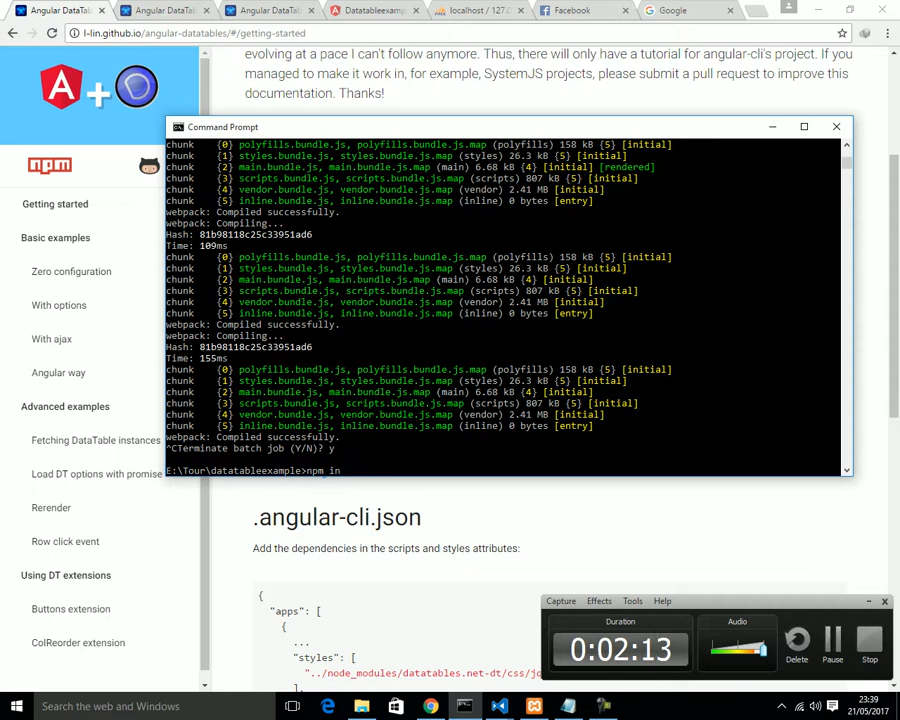 Angular DataTa
Angular DataTab
Angular DataTab
Datatableexamp
localhost / 127.0
Facebook
Google
l-lin.github.io/angular-datatables/#/getting-started
evolving at a pace I can't follow anymore. Thus, there will only have a tutorial for angular-cli's project. If you
managed to make it work in, for example, SystemJS projects, please submit a pull request to improve this
documentation. Thanks!
A + D
npm
Getting started
Basic examples
Zero configuration
With options
With ajax
Angular way
Advanced examples
Fetching DataTable instances
Load DT options with promise
Rerender
Row click event
Using DT extensions
Buttons extension
ColReorder extension
Command Prompt
chunk {0} polyfills.bundle.js, polyfills.bundle.js.map (polyfills) 158 kB {5} [initial]
chunk {1} styles.bundle.js, styles.bundle.js.map (styles) 26.3 kB {5} [initial]
chunk {2} main.bundle.js, main.bundle.js.map (main) 6.68 kB {4} [initial] [rendered]
chunk {3} scripts.bundle.js, scripts.bundle.js.map (scripts) 807 kB {5} [initial]
chunk {4} vendor.bundle.js, vendor.bundle.js.map (vendor) 2.41 MB [initial]
chunk {5} inline.bundle.js, inline.bundle.js.map (inline) 0 bytes [entry]
webpack: Compiled successfully.
webpack: Compiling...
Hash: 81b98118c25c33951ad6
Time: 109ms
chunk {0} polyfills.bundle.js, polyfills.bundle.js.map (polyfills) 158 kB {5} [initial]
chunk {1} styles.bundle.js, styles.bundle.js.map (styles) 26.3 kB {5} [initial]
chunk {2} main.bundle.js, main.bundle.js.map (main) 6.68 kB {4} [initial]
chunk {3} scripts.bundle.js, scripts.bundle.js.map (scripts) 807 kB {5} [initial]
chunk {4} vendor.bundle.js, vendor.bundle.js.map (vendor) 2.41 MB [initial]
chunk {5} inline.bundle.js, inline.bundle.js.map (inline) 0 bytes [entry]
webpack: Compiled successfully.
webpack: Compiling...
Hash: 81b98118c25c33951ad6
Time: 155ms
chunk {0} polyfills.bundle.js, polyfills.bundle.js.map (polyfills) 158 kB {5} [initial]
chunk {1} styles.bundle.js, styles.bundle.js.map (styles) 26.3 kB {5} [initial]
chunk {2} main.bundle.js, main.bundle.js.map (main) 6.68 kB {4} [initial]
chunk {3} scripts.bundle.js, scripts.bundle.js.map (scripts) 807 kB {5} [initial]
chunk {4} vendor.bundle.js, vendor.bundle.js.map (vendor) 2.41 MB [initial]
chunk {5} inline.bundle.js, inline.bundle.js.map (inline) 0 bytes [entry]
webpack: Compiled successfully.
^CTerminate batch job (Y/N)? y
E:\Tour\datatableexample>npm in
.angular-cli.json
Add the dependencies in the scripts and styles attributes:
{
"apps": [
{
...
"styles": [
"../node_modules/datatables.net-dt/css/jq
],
Capture Effects Tools Help
Duration
Audio
0:02:13
Delete
Pause
Stop
Search the web and Windows
23:39
21/05/2017